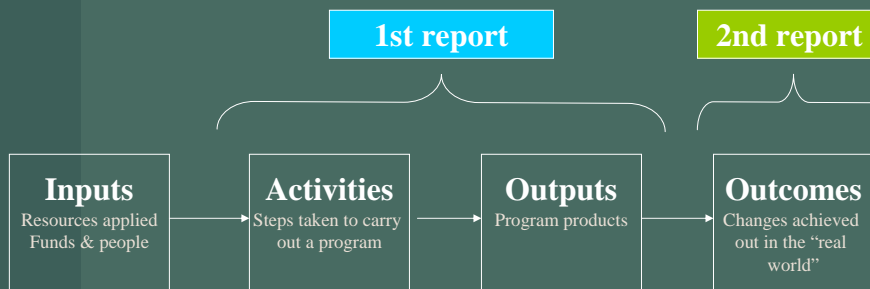 1st report
2nd report
Inputs
Resources applied
Funds & people
Activities
Steps taken to carry
out a program
Outputs
Program products
Outcomes
Changes achieved
out in the “real
world”